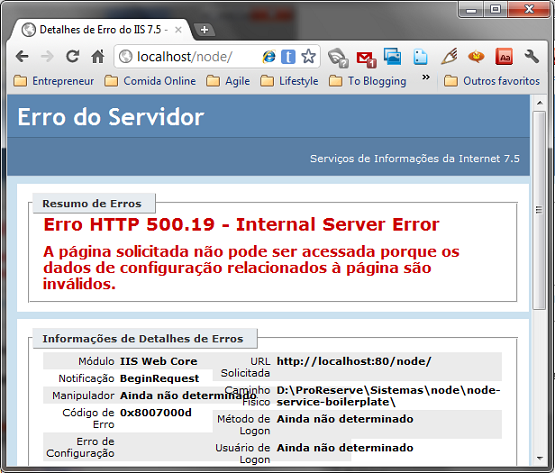 Detalhes de Erro do IIS 7.5 -
localhost/node/
Entrepreneur Comida Online Agile Lifestyle To Blogging » Outros favoritos
Erro do Servidor
Serviços de Informações da Internet 7.5
Resumo de Erros
Erro HTTP 500.19 - Internal Server Error
A página solicitada não pode ser acessada porque os
dados de configuração relacionados à página são
inválidos.
Informações de Detalhes de Erros
Módulo IIS Web Core
Notificação BeginRequest
Manipulador Ainda não determinado
Código de
Erro 0x8007000d
Erro de
Configuração
URL
Solicitada http://localhost:80/node/
Caminho
Físico D:\ProReserve\Sistemas\node\node-
service-boilerplate\
Método de
Logon Ainda não determinado
Usuário de
Logon Ainda não determinado